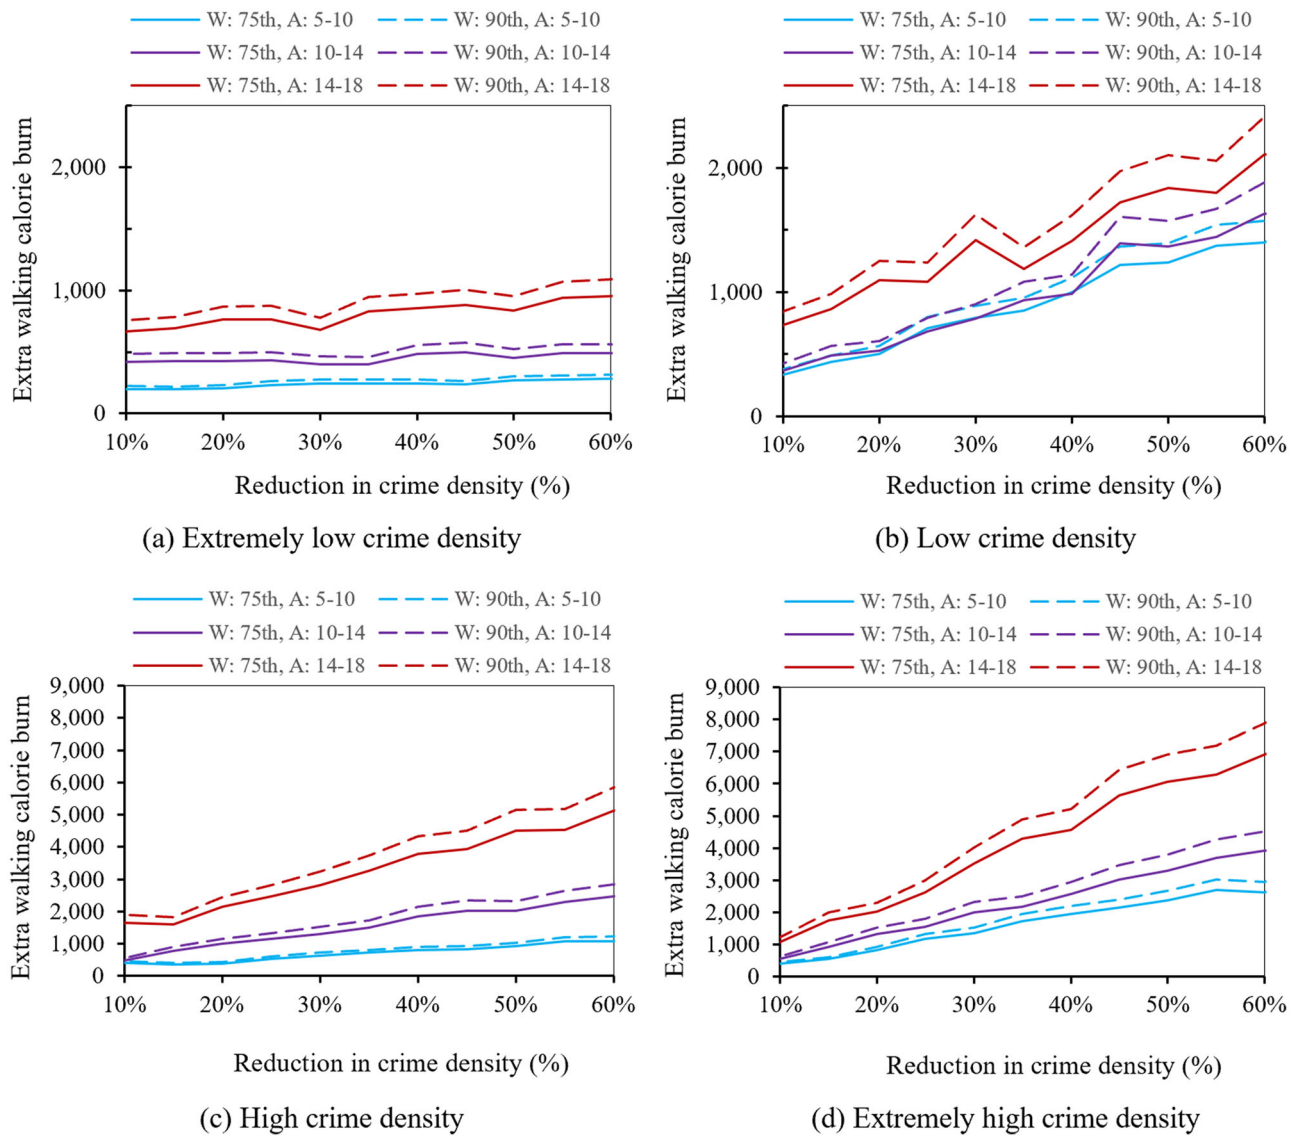 W: 75th, A: 5-10 W: 90th, A: 5-10
W: 75th, A: 10-14 W: 90th, A: 10-14
W: 75th, A: 14-18 W: 90th, A: 14-18
Extra walking calorie burn
2,000
1,000
0
10% 20% 30% 40% 50% 60%
Reduction in crime density (%)
(a) Extremely low crime density
W: 75th, A: 5-10 W: 90th, A: 5-10
W: 75th, A: 10-14 W: 90th, A: 10-14
W: 75th, A: 14-18 W: 90th, A: 14-18
Extra walking calorie burn
2,000
1,000
0
10% 20% 30% 40% 50% 60%
Reduction in crime density (%)
(b) Low crime density
W: 75th, A: 5-10 W: 90th, A: 5-10
W: 75th, A: 10-14 W: 90th, A: 10-14
W: 75th, A: 14-18 W: 90th, A: 14-18
Extra walking calorie burn
9,000
8,000
7,000
6,000
5,000
4,000
3,000
2,000
1,000
0
10% 20% 30% 40% 50% 60%
Reduction in crime density (%)
(c) High crime density
W: 75th, A: 5-10 W: 90th, A: 5-10
W: 75th, A: 10-14 W: 90th, A: 10-14
W: 75th, A: 14-18 W: 90th, A: 14-18
Extra walking calorie burn
9,000
8,000
7,000
6,000
5,000
4,000
3,000
2,000
1,000
0
10% 20% 30% 40% 50% 60%
Reduction in crime density (%)
(d) Extremely high crime density